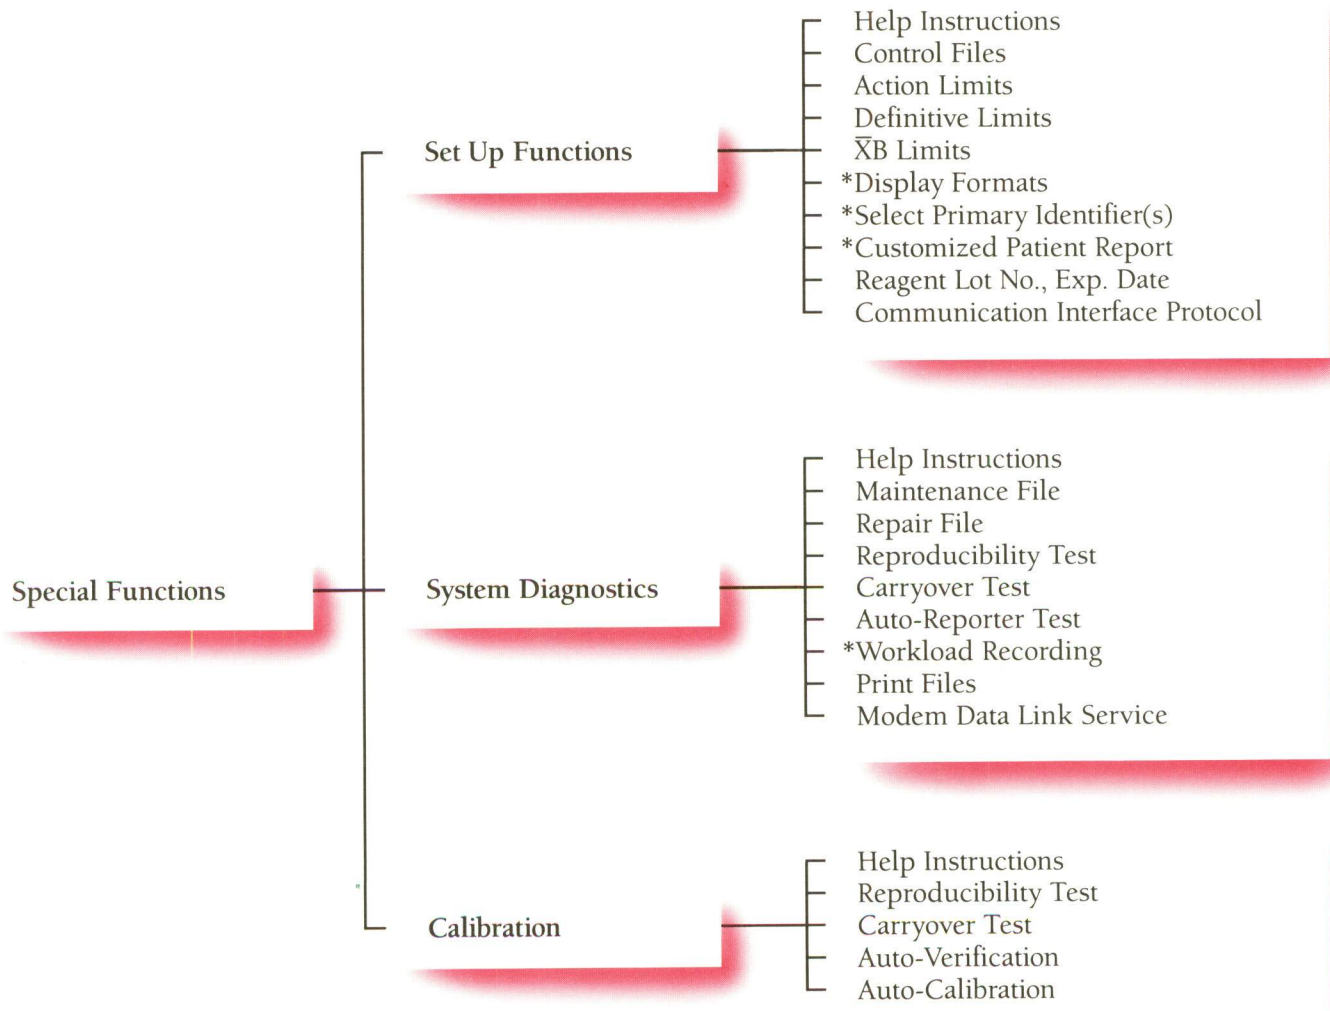 Special Functions
Set Up Functions
Help Instructions
Control Files
Action Limits
Definitive Limits
X̅B Limits
*Display Formats
*Select Primary Identifier(s)
*Customized Patient Report
Reagent Lot No., Exp. Date
Communication Interface Protocol
System Diagnostics
Help Instructions
Maintenance File
Repair File
Reproducibility Test
Carryover Test
Auto-Reporter Test
*Workload Recording
Print Files
Modem Data Link Service
Calibration
Help Instructions
Reproducibility Test
Carryover Test
Auto-Verification
Auto-Calibration